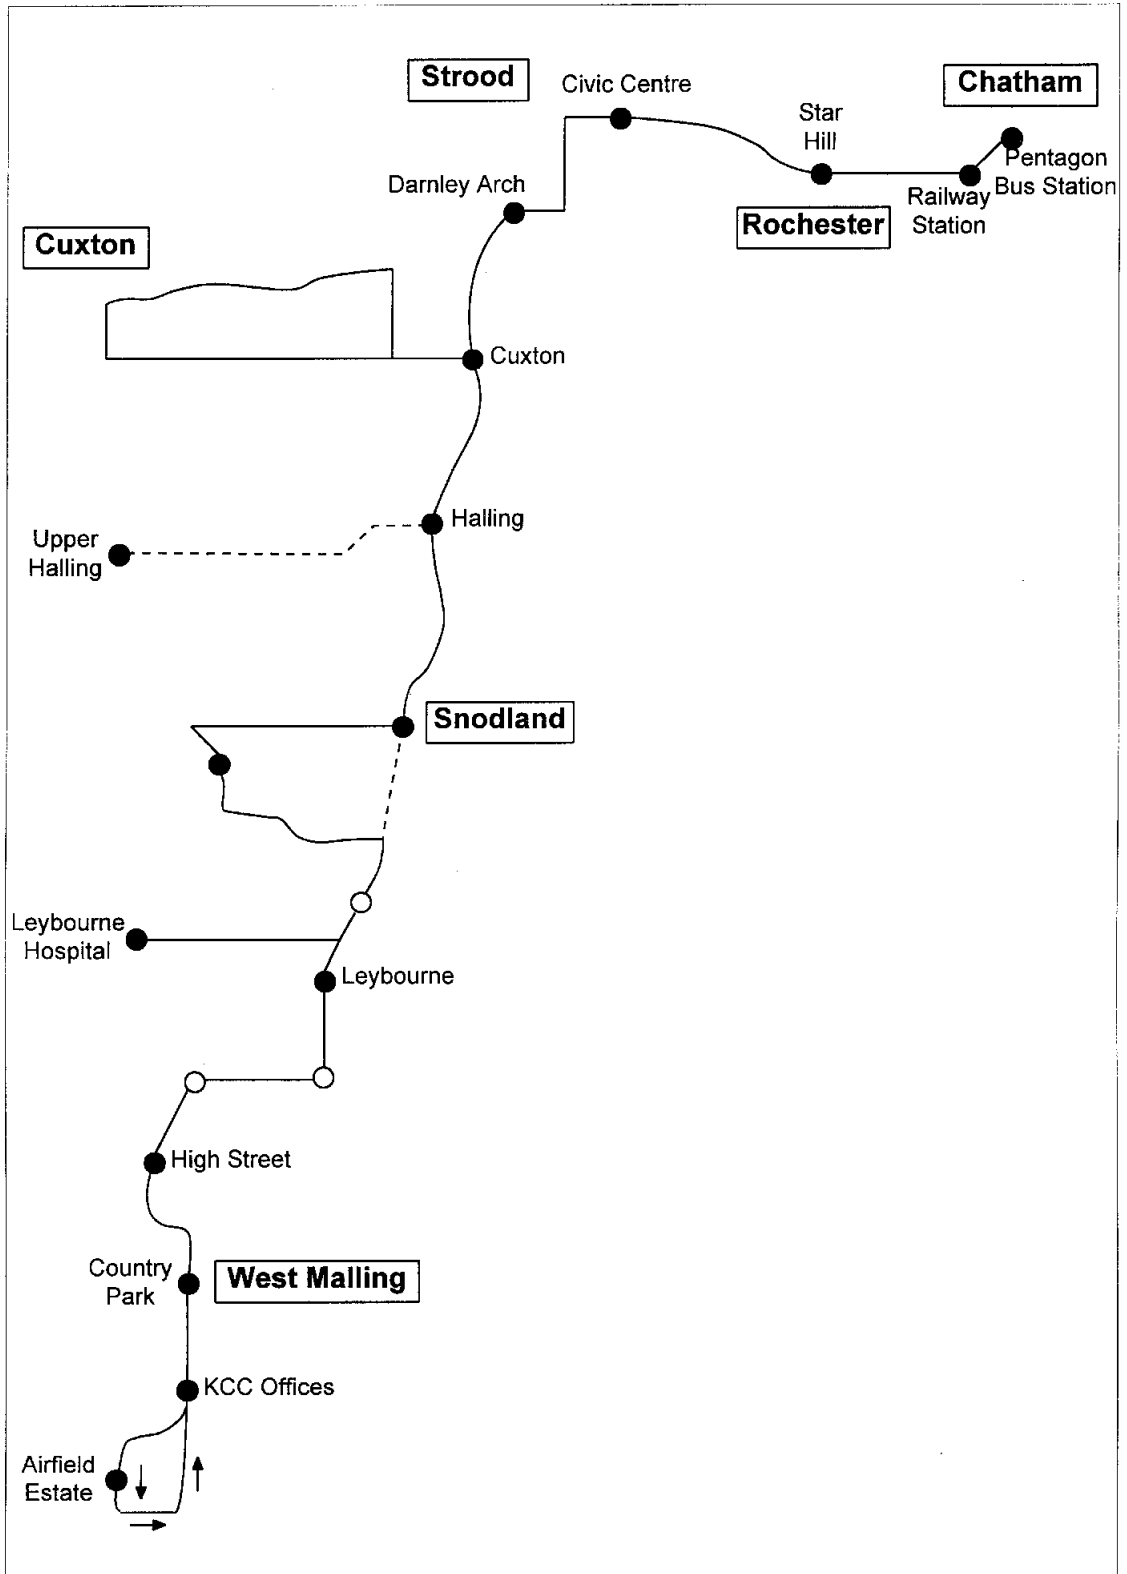 Strood
Civic Centre
Chatham
Star
Hill
Pentagon
Bus Station
Darnley Arch
Railway
Station
Rochester
Cuxton
Cuxton
Halling
Upper
Halling
Snodland
Leybourne
Hospital
Leybourne
High Street
Country
Park
West Malling
KCC Offices
Airfield
Estate